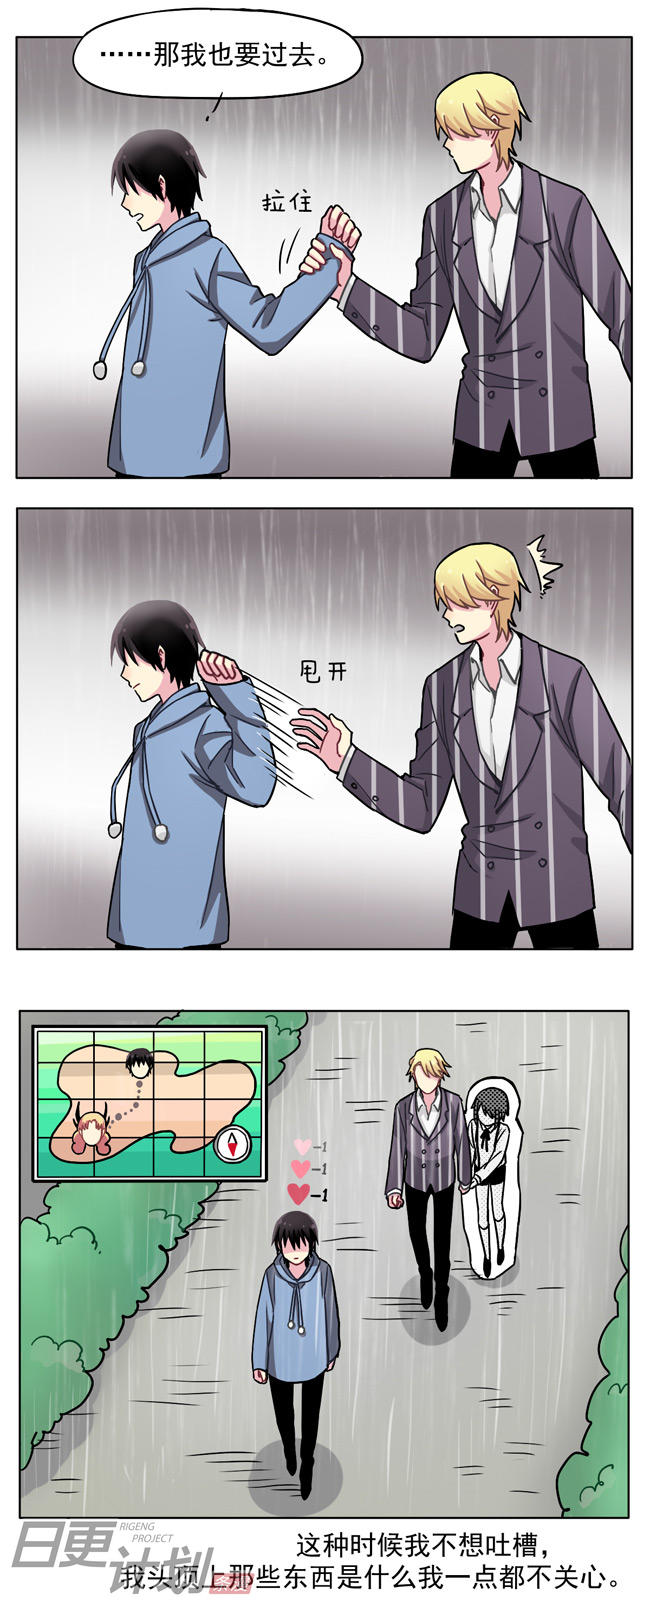 ……那我也要过去。
拉住
甩开
-1
-1
-1
这种时候我不想吐槽，
我头顶上那些东西是什么我一点都不关心。
日更计划
RIGENG
PROJECT
条漫